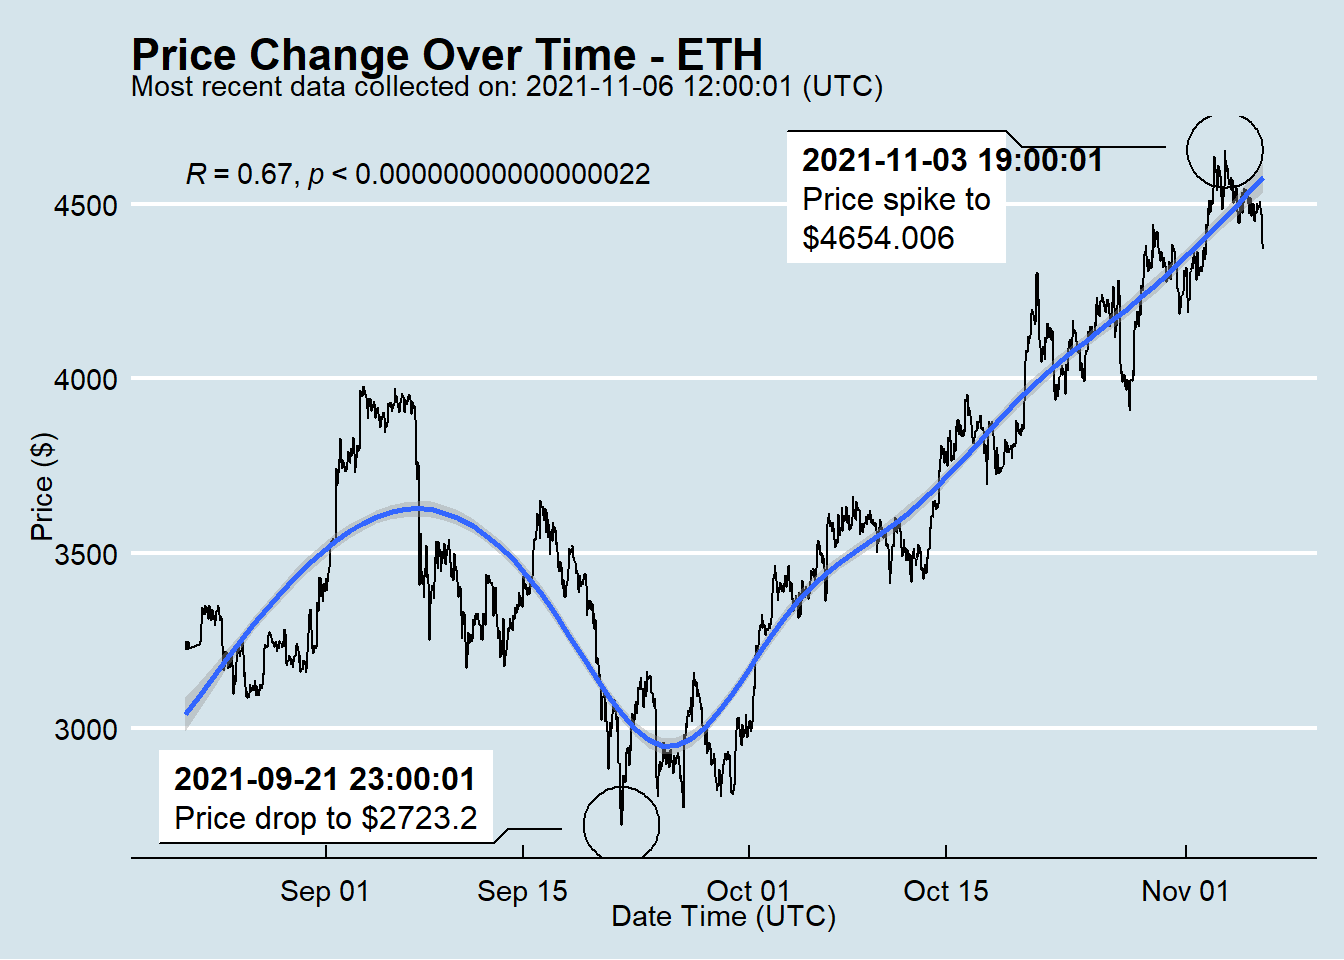 Price Change Over Time - ETH
Most recent data collected on: 2021-11-06 12:00:01 (UTC)
R = 0.67, p < 0.00000000000000022
2021-11-03 19:00:01
Price spike to
$4654.006
4500
4000
3500
3000
Price ($)
2021-09-21 23:00:01
Price drop to $2723.2
Sep 01
Sep 15
Oct 01
Oct 15
Nov 01
Date Time (UTC)